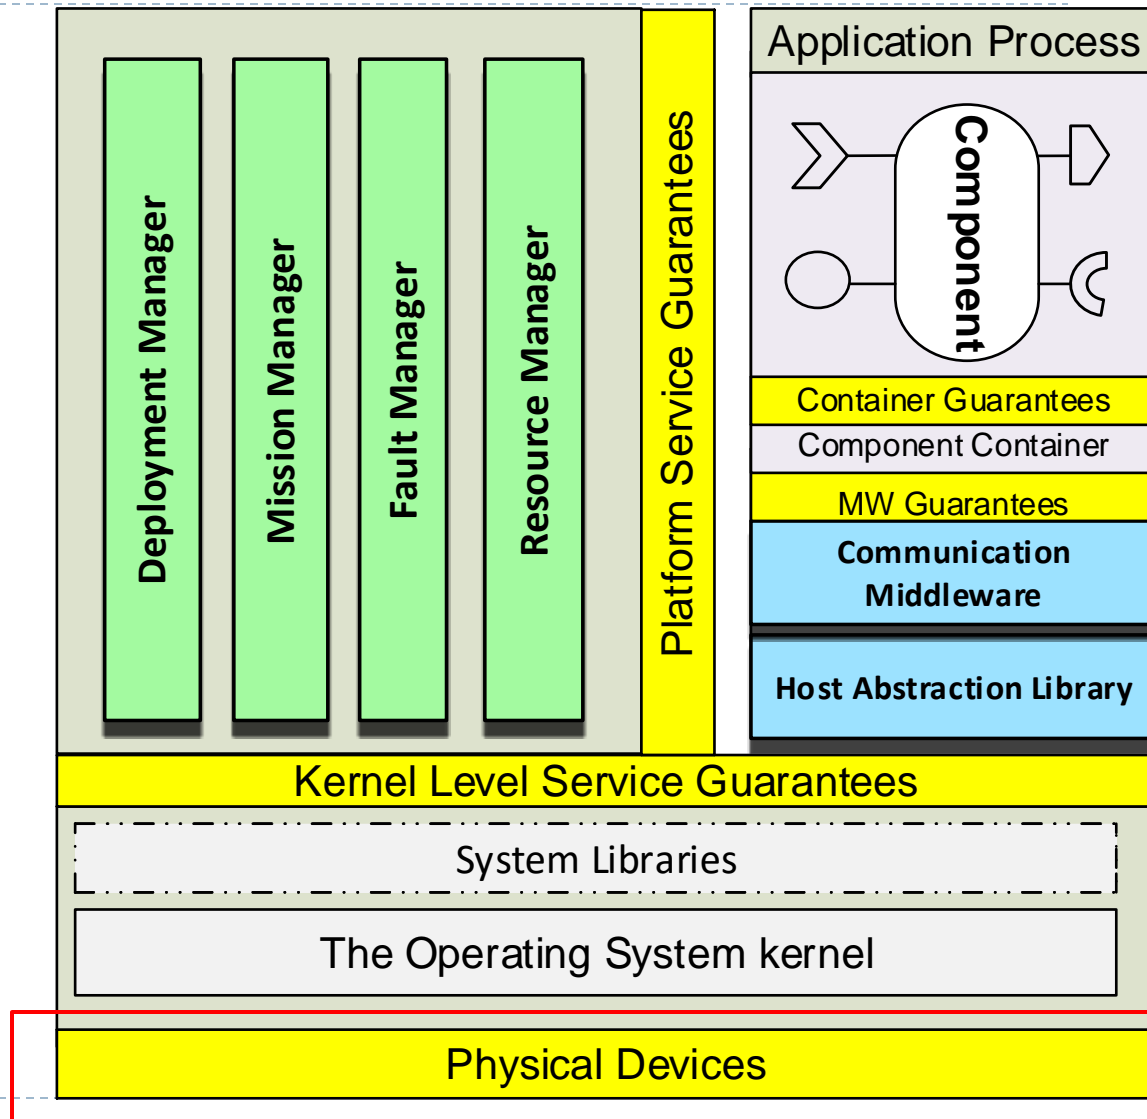 Deployment Manager
Mission Manager
Fault Manager
Resource Manager
Platform Service Guarantees
Application Process
Component
Container Guarantees
Component Container
MW Guarantees
Communication
Middleware
Host Abstraction Library
Kernel Level Service Guarantees
System Libraries
The Operating System kernel
Physical Devices